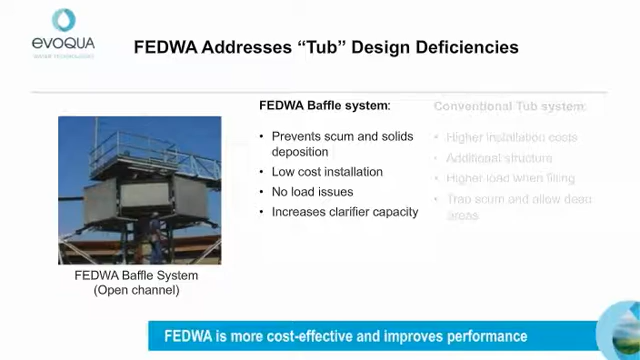 evoqua
WATER TECHNOLOGIES
FEDWA Addresses “Tub” Design Deficiencies
FEDWA Baffle system:
• Prevents scum and solids
deposition
• Low cost installation
• No load issues
• Increases clarifier capacity
Conventional Tub system:
• Higher installation costs
• Additional structure
• Higher load when filling
• Trap scum and allow dead
areas
FEDWA Baffle System
(Open channel)
FEDWA is more cost-effective and improves performance